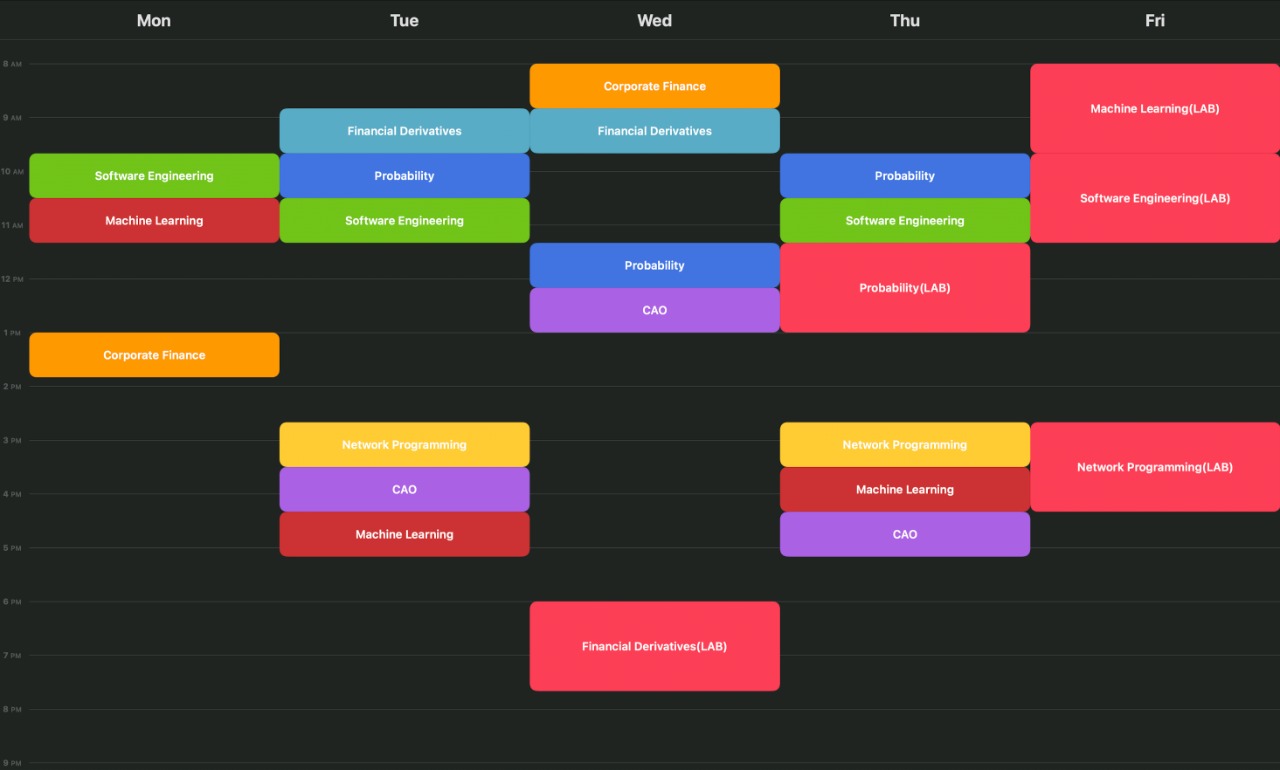 Mon Tue Wed Thu Fri
8 AM
Corporate Finance
Machine Learning(LAB)
9 AM
Financial Derivatives Financial Derivatives
10 AM
Software Engineering Probability Probability
Software Engineering(LAB)
Machine Learning Software Engineering Software Engineering
11 AM
Probability
12 PM
Probability(LAB)
CAO
1 PM
Corporate Finance
2 PM
3 PM
Network Programming Network Programming
Network Programming(LAB)
CAO Machine Learning
4 PM
Machine Learning CAO
5 PM
6 PM
Financial Derivatives(LAB)
7 PM
8 PM
9 PM